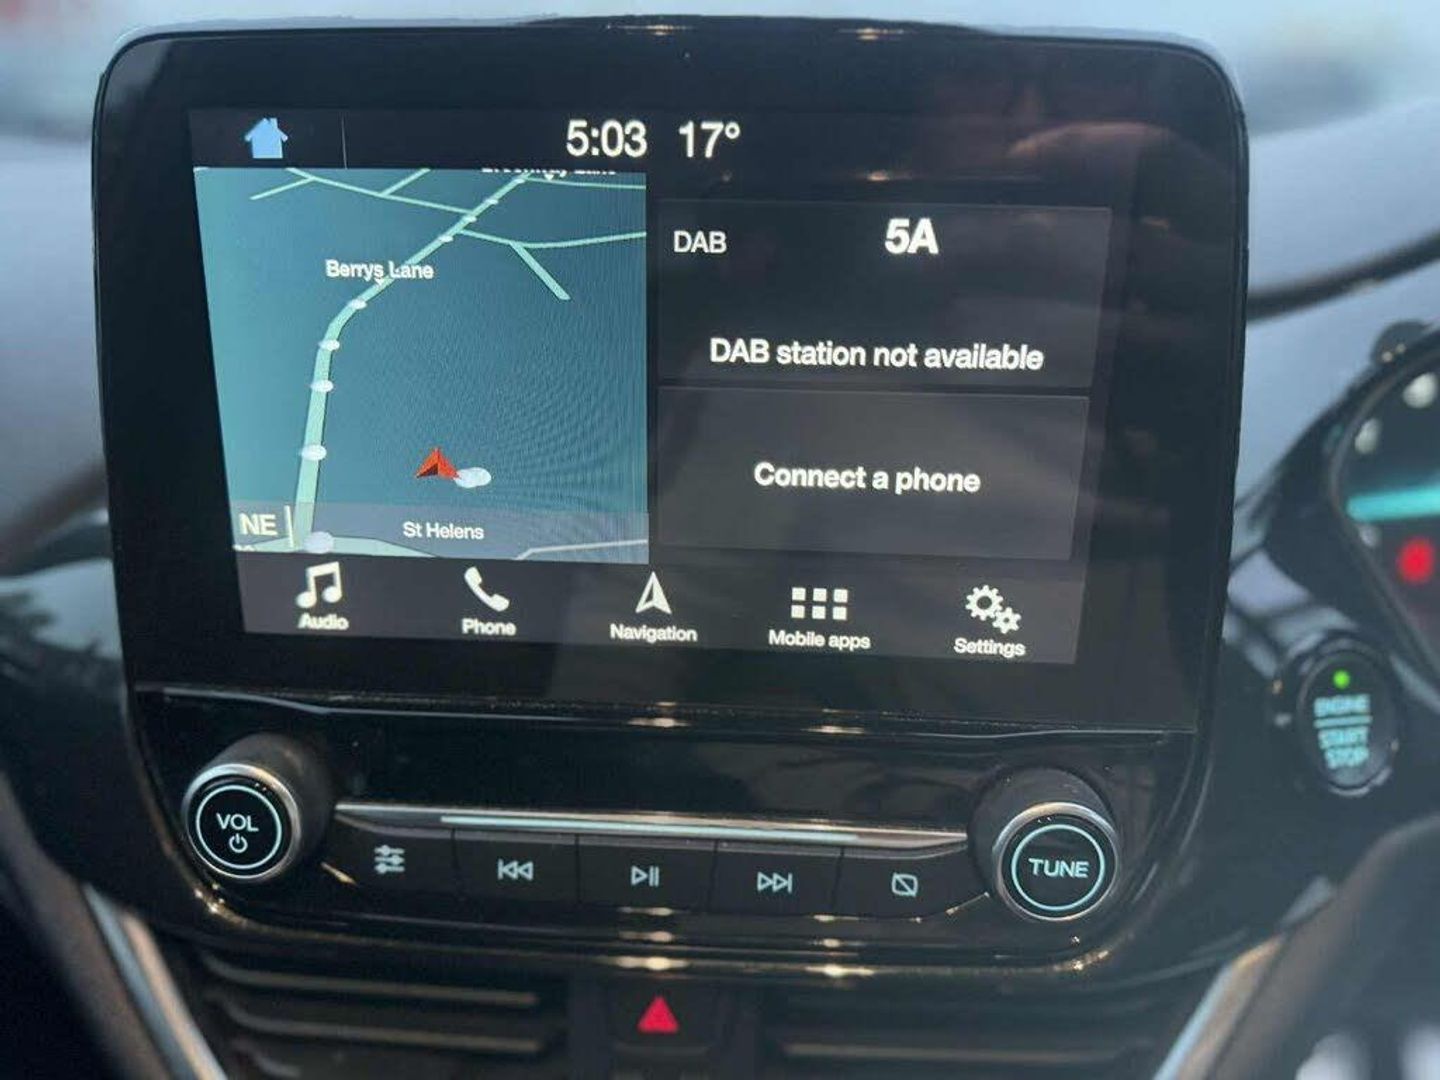 5:03 17°
Berrys Lane
DAB 5A
DAB station not available
Connect a phone
NE
St Helens
Audio
Phone
Navigation
Mobile apps
Settings
ENGINE
START
STOP
VOL
TUNE